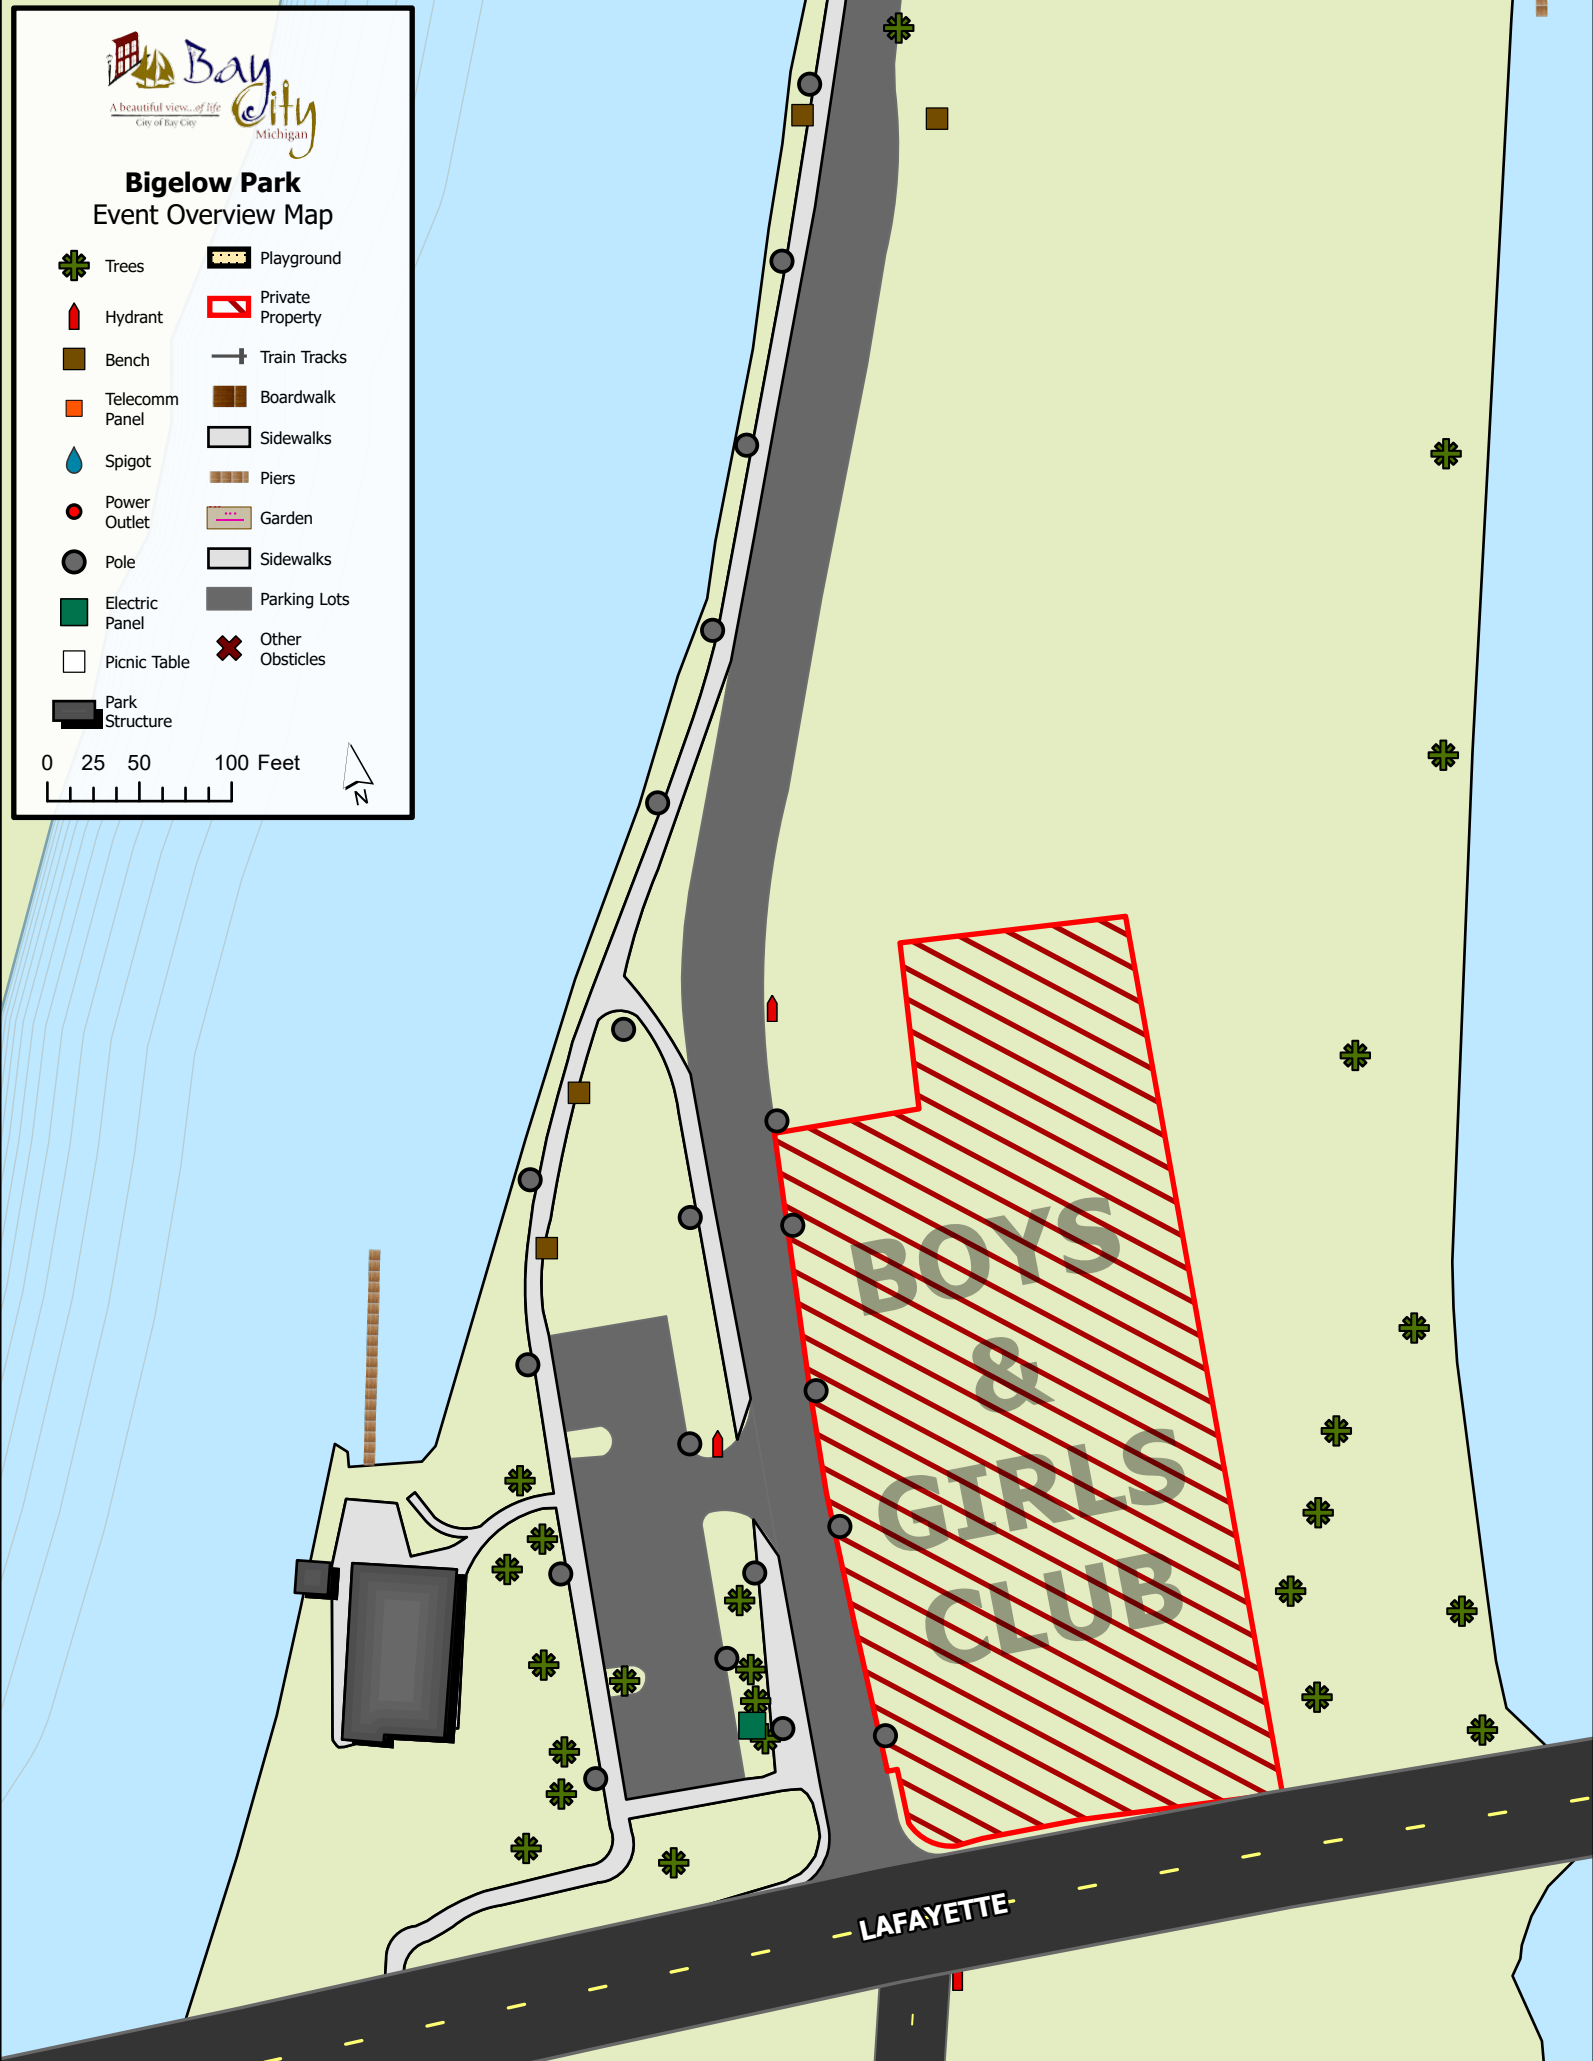 Bay
City
A beautiful view...of life
City of Bay City
Michigan
Bigelow Park
Event Overview Map
Trees
Hydrant
Bench
Telecomm
Panel
Spigot
Power
Outlet
Pole
Electric
Panel
Picnic Table
Park
Structure
Playground
Private
Property
Train Tracks
Boardwalk
Sidewalks
Piers
Garden
Sidewalks
Parking Lots
Other
Obsticles
0 25 50 100 Feet
N
BOYS
&
GIRLS
CLUB
LAFAYETTE